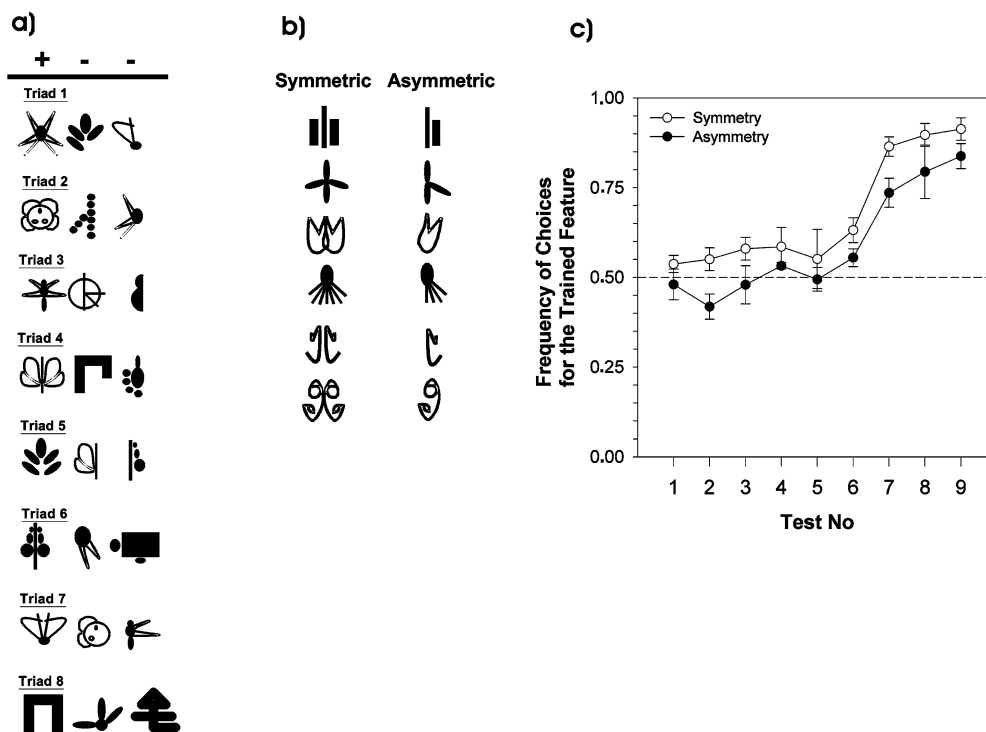 a)
+ - -
Triad 1
Triad 2
Triad 3
Triad 4
Triad 5
Triad 6
Triad 7
Triad 8
b)
Symmetric Asymmetric
c)
Frequency of Choices
for the Trained Feature
1.00
0.75
0.50
0.25
0.00
Symmetry
Asymmetry
1 2 3 4 5 6 7 8 9
Test No